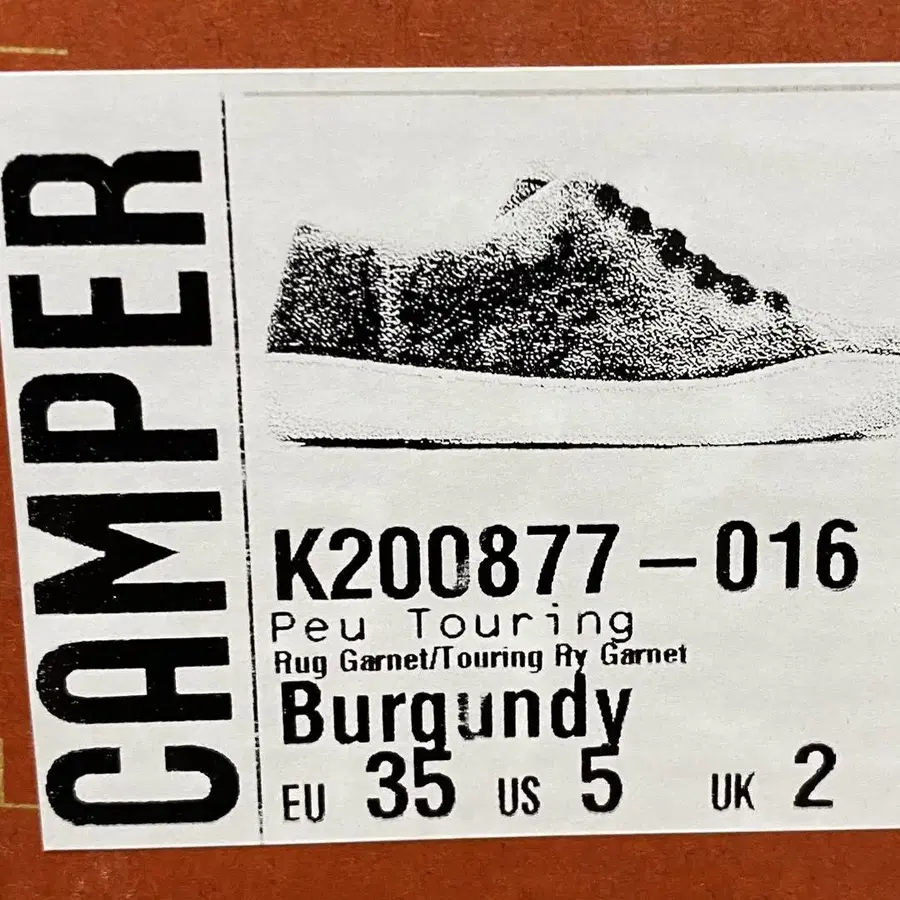 CAMPER
K200877-016
Peu Touring
Rug Garnet/Touring Ry Garnet
Burgundy
EU 35 US 5 UK 2